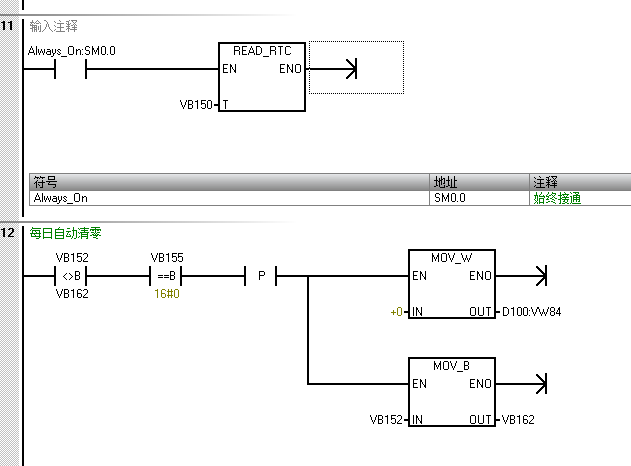 11 输入注释
Always_On:SM0.0
READ_RTC
EN ENO
VB150 T
符号 地址 注释
Always_On SM0.0 始终接通
12 每日自动清零
VB152 VB155 MOV_W
<>B ==B P EN ENO
VB162 16#0
+0 IN OUT D100:VW84
MOV_B
EN ENO
VB152 IN OUT VB162